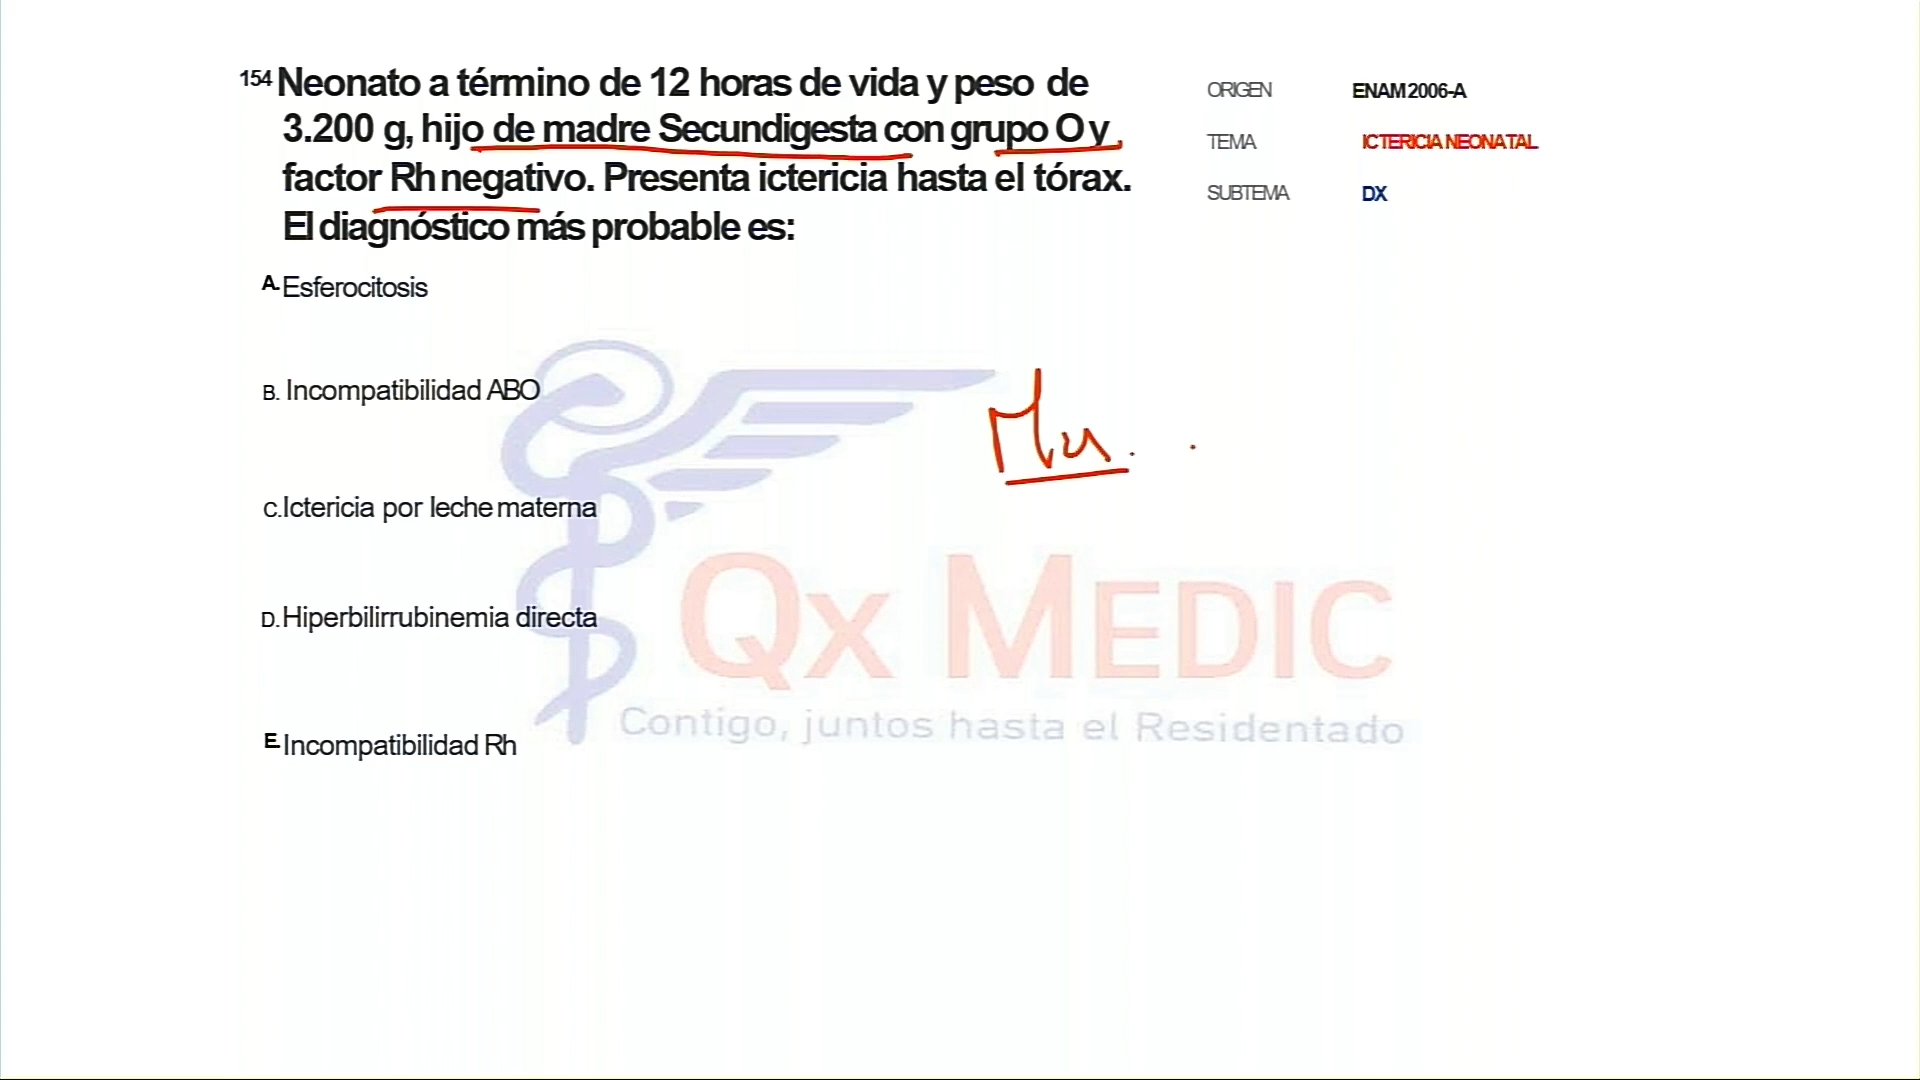 154 Neonato a término de 12 horas de vida y peso de
3.200 g, hijo de madre Secundigesta con grupo O y
factor Rh negativo. Presenta ictericia hasta el tórax.
El diagnóstico más probable es:
ORIGEN ENAM 2006-A
TEMA ICTERICIA NEONATAL
SUBTEMA DX
A. Esferocitosis
B. Incompatibilidad ABO
C. Ictericia por leche materna
D. Hiperbilirrubinemia directa
E. Incompatibilidad Rh
QX MEDIC
Contigo, juntos hasta el Residentado